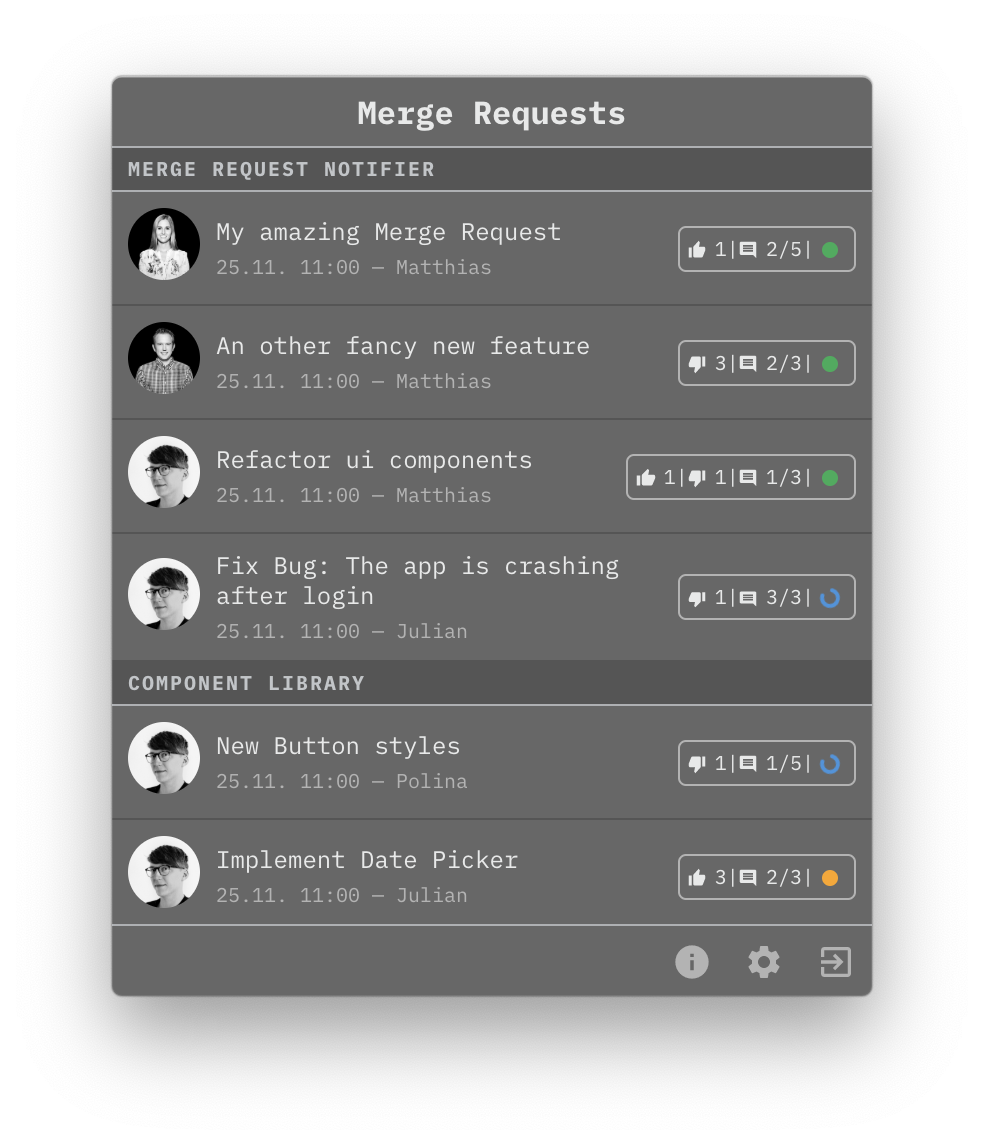 Merge Requests
MERGE REQUEST NOTIFIER
My amazing Merge Request
25.11. 11:00 — Matthias
1| 2/5|
An other fancy new feature
25.11. 11:00 — Matthias
3| 2/3|
Refactor ui components
25.11. 11:00 — Matthias
1| 1| 1/3|
Fix Bug: The app is crashing
after login
25.11. 11:00 — Julian
1| 3/3|
COMPONENT LIBRARY
New Button styles
25.11. 11:00 — Polina
1| 1/5|
Implement Date Picker
25.11. 11:00 — Julian
3| 2/3|